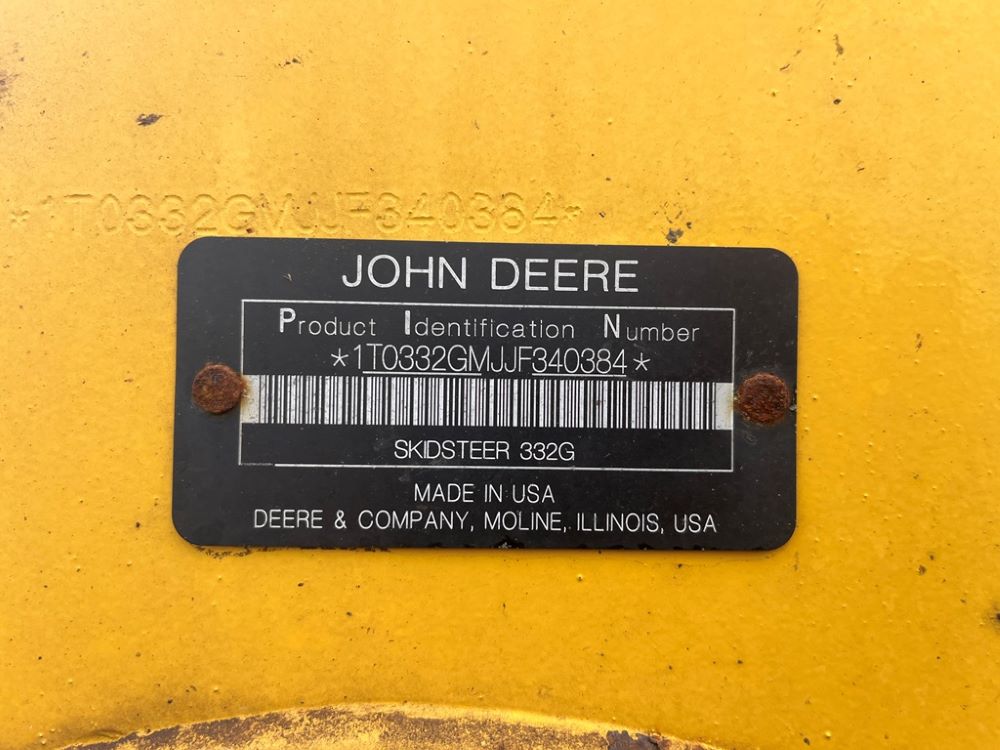 *1T0332GMJJF340384*
JOHN DEERE
Product Identification Number
*1T0332GMJJF340384*
SKIDSTEER 332G
MADE IN USA
DEERE & COMPANY, MOLINE, ILLINOIS, USA